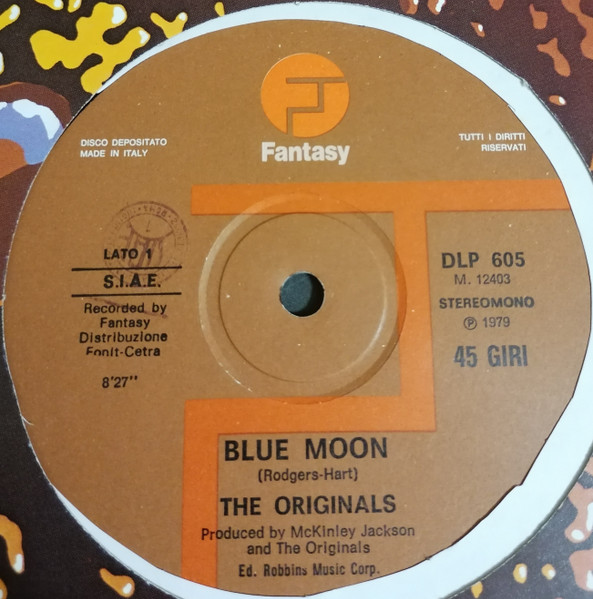 Fantasy
DISCO DEPOSITATO
MADE IN ITALY
TUTTI I DIRITTI
RISERVATI
LATO 1
S.I.A.E.
Recorded by
Fantasy
Distribuzione
Fonit-Cetra
8'27"
DLP 605
M. 12403
STEREOMONO
Ⓟ 1979
45 GIRI
BLUE MOON
(Rodgers-Hart)
THE ORIGINALS
Produced by McKinley Jackson
and The Originals
Ed. Robbins Music Corp.